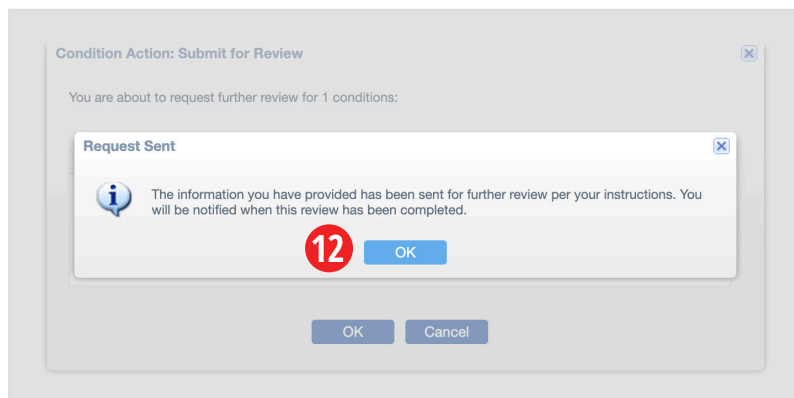 Condition Action: Submit for Review
You are about to request further review for 1 conditions:
Request Sent
The information you have provided has been sent for further review per your instructions. You
will be notified when this review has been completed.
12
OK
OK
Cancel